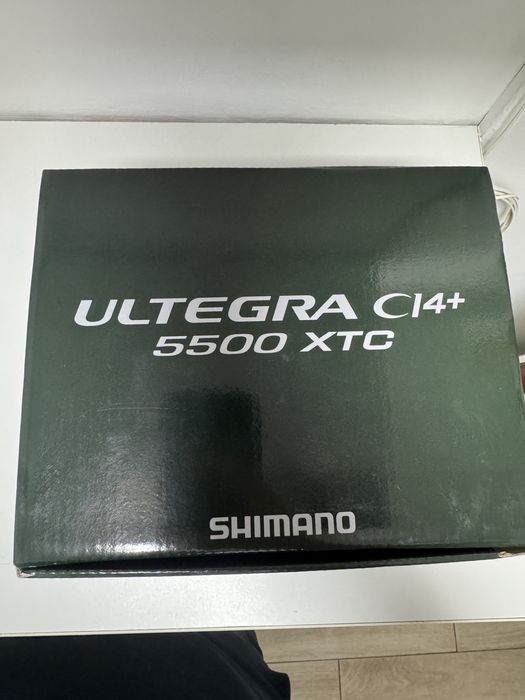 ULTEGRA CI4+
5500 XTC
SHIMANO